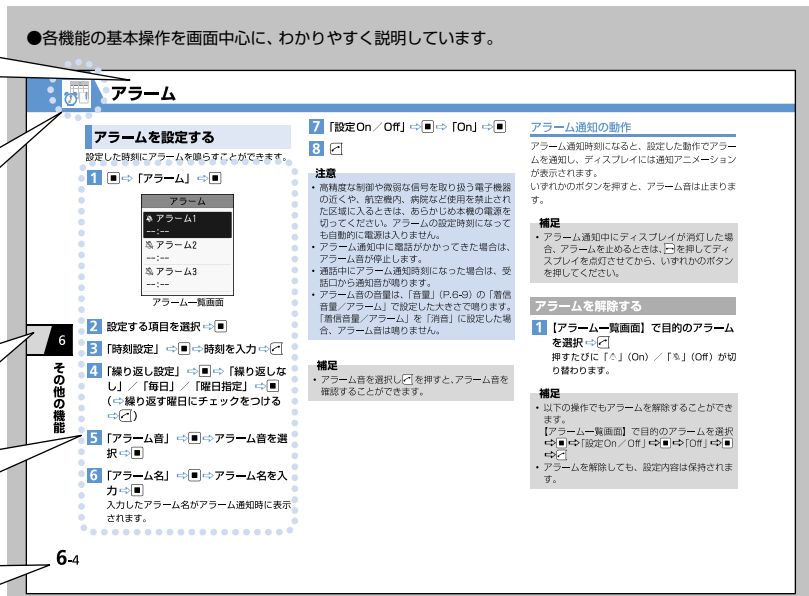 ●各機能の基本操作を画面中心に、わかりやすく説明しています。
アラーム
アラームを設定する
設定した時刻にアラームを鳴らすことができます。
1 ■⇨「アラーム」⇨■
アラーム
アラーム1
--:--
アラーム2
--:--
アラーム3
--:--
アラーム一覧画面
2 設定する項目を選択⇨■
3 「時刻設定」⇨■⇨時刻を入力⇨
4 「繰り返し設定」⇨■⇨「繰り返しな
し」／「毎日」／「曜日指定」⇨■
(⇨繰り返す曜日にチェックをつける
⇨)
5 「アラーム音」⇨■⇨アラーム音を選
択⇨■
6 「アラーム名」⇨■⇨アラーム名を入
力⇨■
入力したアラーム名がアラーム通知時に表示
されます。
7 「設定On／Off」⇨■⇨「On」⇨■
8
注意
• 高精度な制御や微弱な信号を取り扱う電子機器
の近くや、航空機内、病院など使用を禁止され
た区域に入るときは、あらかじめ本機の電源を
切ってください。アラームの設定時刻になって
も自動的に電源は入りません。
• アラーム通知中に電話がかかってきた場合は、
アラーム音が停止します。
• 通話中にアラーム通知時刻になった場合は、受
話口から通知音が鳴ります。
• アラーム音の音量は、「音量」(P.6-9) の「着信
音量／アラーム」で設定した大きさで鳴ります。
「着信音量／アラーム」を「消音」に設定した場
合、アラーム音は鳴りません。
補足
• アラーム音を選択しを押すと、アラーム音を
確認することができます。
アラーム通知の動作
アラーム通知時刻になると、設定した動作でアラー
ムを通知し、ディスプレイには通知アニメーション
が表示されます。
いずれかのボタンを押すと、アラーム音は止まりま
す。
補足
• アラーム通知中にディスプレイが消灯した場
合、アラームを止めるときは、を押してディ
スプレイを点灯させてから、いずれかのボタン
を押してください。
アラームを解除する
1 【アラーム一覧画面】で目的のアラーム
を選択⇨
押すたびに「」(On) ／「」(Off) が切
り替わります。
補足
• 以下の操作でもアラームを解除することができ
ます。
【アラーム一覧画面】で目的のアラームを選択
⇨■⇨「設定On／Off」⇨■⇨「Off」⇨■
⇨
• アラームを解除しても、設定内容は保持されま
す。
6
その他の機能
6-4